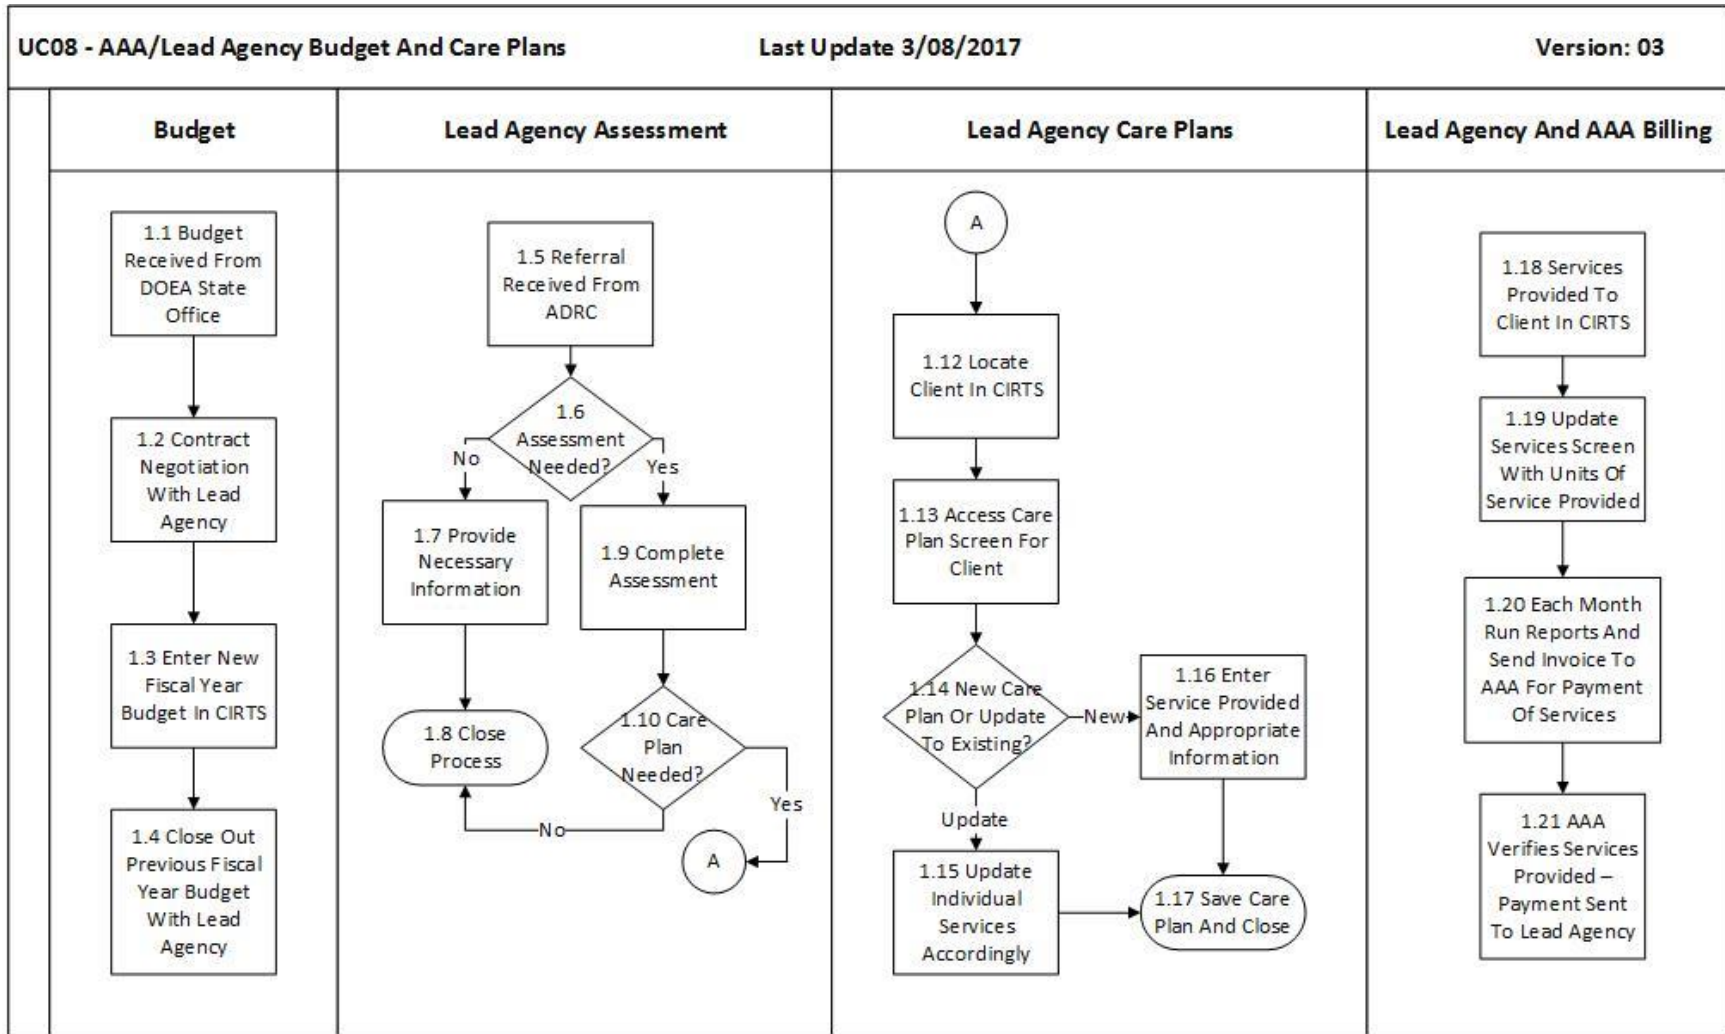 UC08 - AAA/Lead Agency Budget And Care Plans
Last Update 3/08/2017
Version: 03
Budget
Lead Agency Assessment
Lead Agency Care Plans
Lead Agency And AAA Billing
1.1 Budget
Received From
DOEA State
Office
1.2 Contract
Negotiation
With Lead
Agency
1.3 Enter New
Fiscal Year
Budget In CIRTS
1.4 Close Out
Previous Fiscal
Year Budget
With Lead
Agency
1.5 Referral
Received From
ADRC
1.6
Assessment
Needed?
No
Yes
1.7 Provide
Necessary
Information
1.9 Complete
Assessment
1.8 Close
Process
1.10 Care
Plan
Needed?
No
Yes
A
A
1.12 Locate
Client In CIRTS
1.13 Access Care
Plan Screen For
Client
1.14 New Care
Plan Or Update
To Existing?
New
Update
1.16 Enter
Service Provided
And Appropriate
Information
1.15 Update
Individual
Services
Accordingly
1.17 Save Care
Plan And Close
1.18 Services
Provided To
Client In CIRTS
1.19 Update
Services Screen
With Units Of
Service Provided
1.20 Each Month
Run Reports And
Send Invoice To
AAA For Payment
Of Services
1.21 AAA
Verifies Services
Provided –
Payment Sent
To Lead Agency